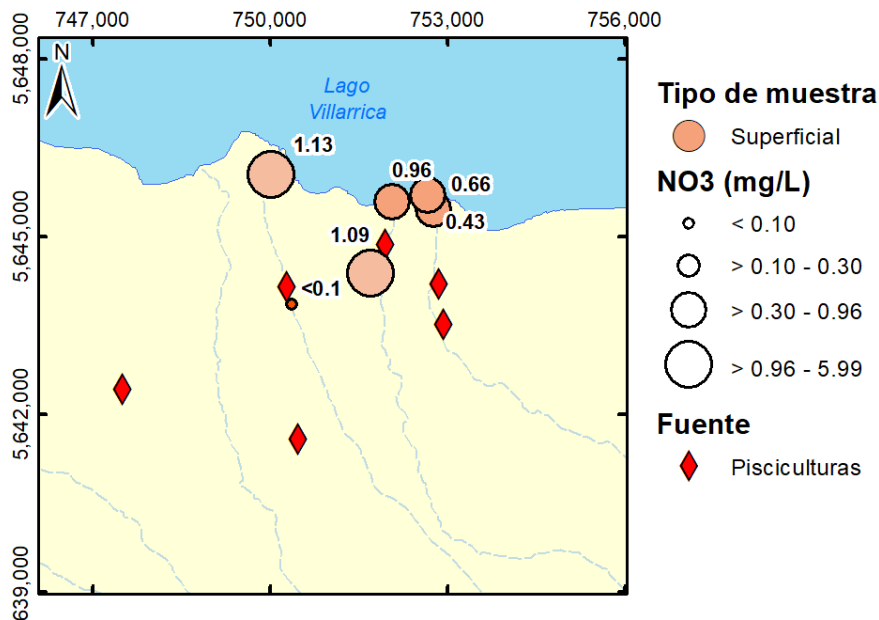 747,000 750,000 753,000 756,000
5,648,000
5,645,000
5,642,000
639,000
N
Lago
Villarrica
1.13
0.96
0.66
0.43
1.09
<0.1
Tipo de muestra
Superficial
NO3 (mg/L)
< 0.10
> 0.10 - 0.30
> 0.30 - 0.96
> 0.96 - 5.99
Fuente
Pisciculturas